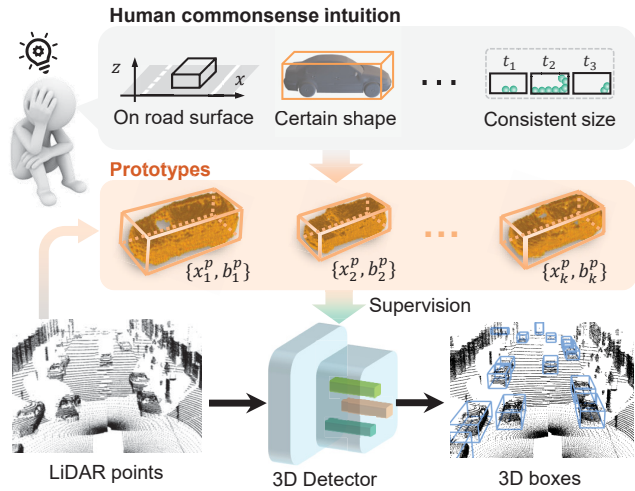 Human commonsense intuition
z
x
On road surface
Certain shape
...
t₁ t₂ t₃
Consistent size
Prototypes
...
{x₁ᵖ, b₁ᵖ}
{x₂ᵖ, b₂ᵖ}
{xₖᵖ, bₖᵖ}
Supervision
LiDAR points
3D Detector
3D boxes